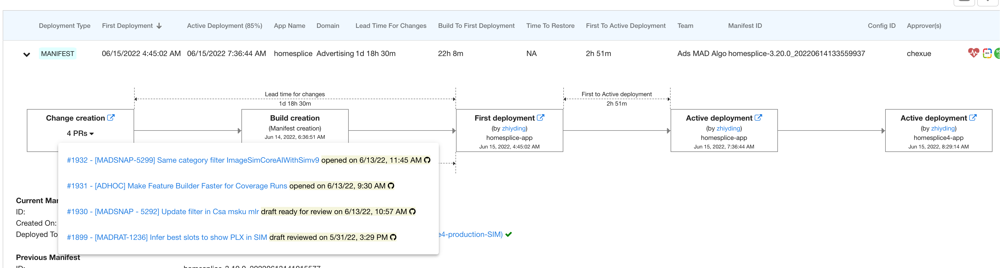 Deployment Type First Deployment Active Deployment (85%) App Name Domain Lead Time For Changes Build To First Deployment Time To Restore First To Active Deployment Team Manifest ID Config ID Approver(s)
MANIFEST 06/15/2022 4:45:02 AM 06/15/2022 7:36:44 AM homesplice Advertising 1d 18h 30m 22h 8m NA 2h 51m Ads MAD Algo homesplice-3.20.0_20220614133559937 chexue
Lead time for changes
1d 18h 30m
First to Active deployment
2h 51m
Change creation
4 PRs
Build creation
(Manifest creation)
Jun 14, 2022, 6:36:51 AM
First deployment
(by zhiyding)
homesplice-app
Jun 15, 2022, 4:45:02 AM
Active deployment
(by zhiyding)
homesplice-app
Jun 15, 2022, 7:36:44 AM
Active deployment
(by zhiyding)
homesplice4-app
Jun 15, 2022, 8:29:14 AM
#1932 - [MADSNAP-5299] Same category filter ImageSimCoreAIWithSimv9 opened on 6/13/22, 11:45 AM
#1931 - [ADHOC] Make Feature Builder Faster for Coverage Runs opened on 6/13/22, 9:30 AM
#1930 - [MADSNAP - 5292] Update filter in Csa msku mlr draft ready for review on 6/13/22, 10:57 AM
#1899 - [MADRAT-1236] Infer best slots to show PLX in SIM draft reviewed on 5/31/22, 3:29 PM
Current
ID:
Created On:
Deployed To
e4-production-SIM)
Previous Manifest
ID:
homesplice-3.19.0_20220613141015577